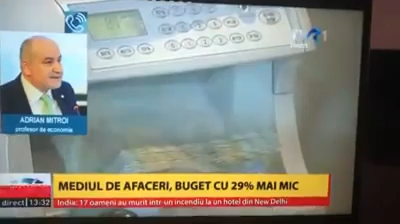 ADRIAN MITROI
profesor de economie
MEDIUL DE AFACERI, BUGET CU 29% MAI MIC
direct 13:32
India: 17 oameni au murit intr-un incendiu la un hotel din New Delhi